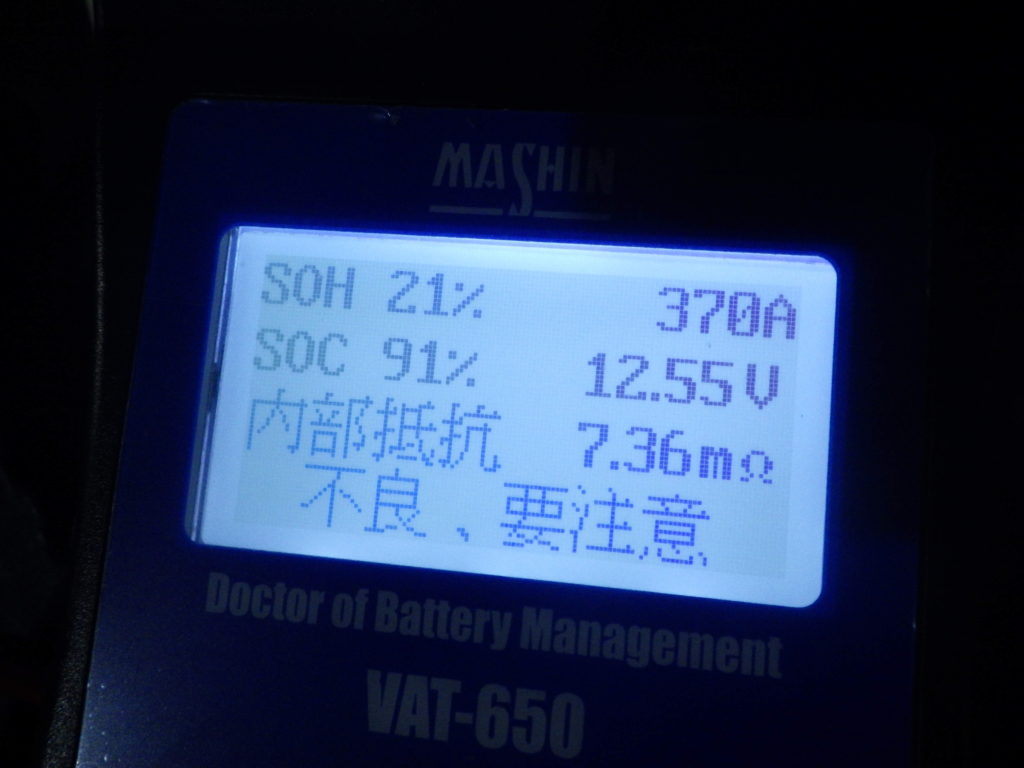 MASHIN
SOH 21% 370A
SOC 91% 12.55V
内部抵抗 7.36mΩ
不良、要注意
Doctor of Battery Management
VAT-650